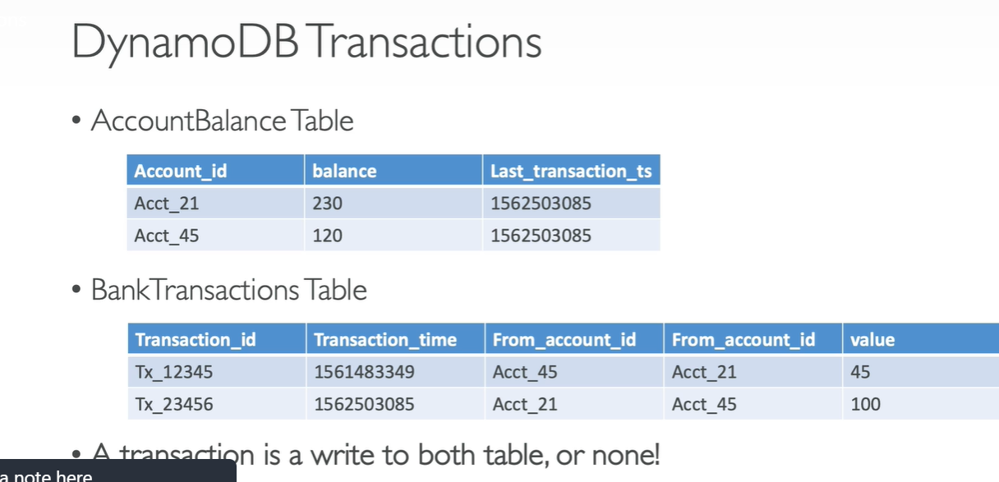 DynamoDB Transactions
• AccountBalance Table
Account_id balance Last_transaction_ts
Acct_21 230 1562503085
Acct_45 120 1562503085
• BankTransactions Table
Transaction_id Transaction_time From_account_id From_account_id value
Tx_12345 1561483349 Acct_45 Acct_21 45
Tx_23456 1562503085 Acct_21 Acct_45 100
• A transaction is a write to both table, or none!
a note here